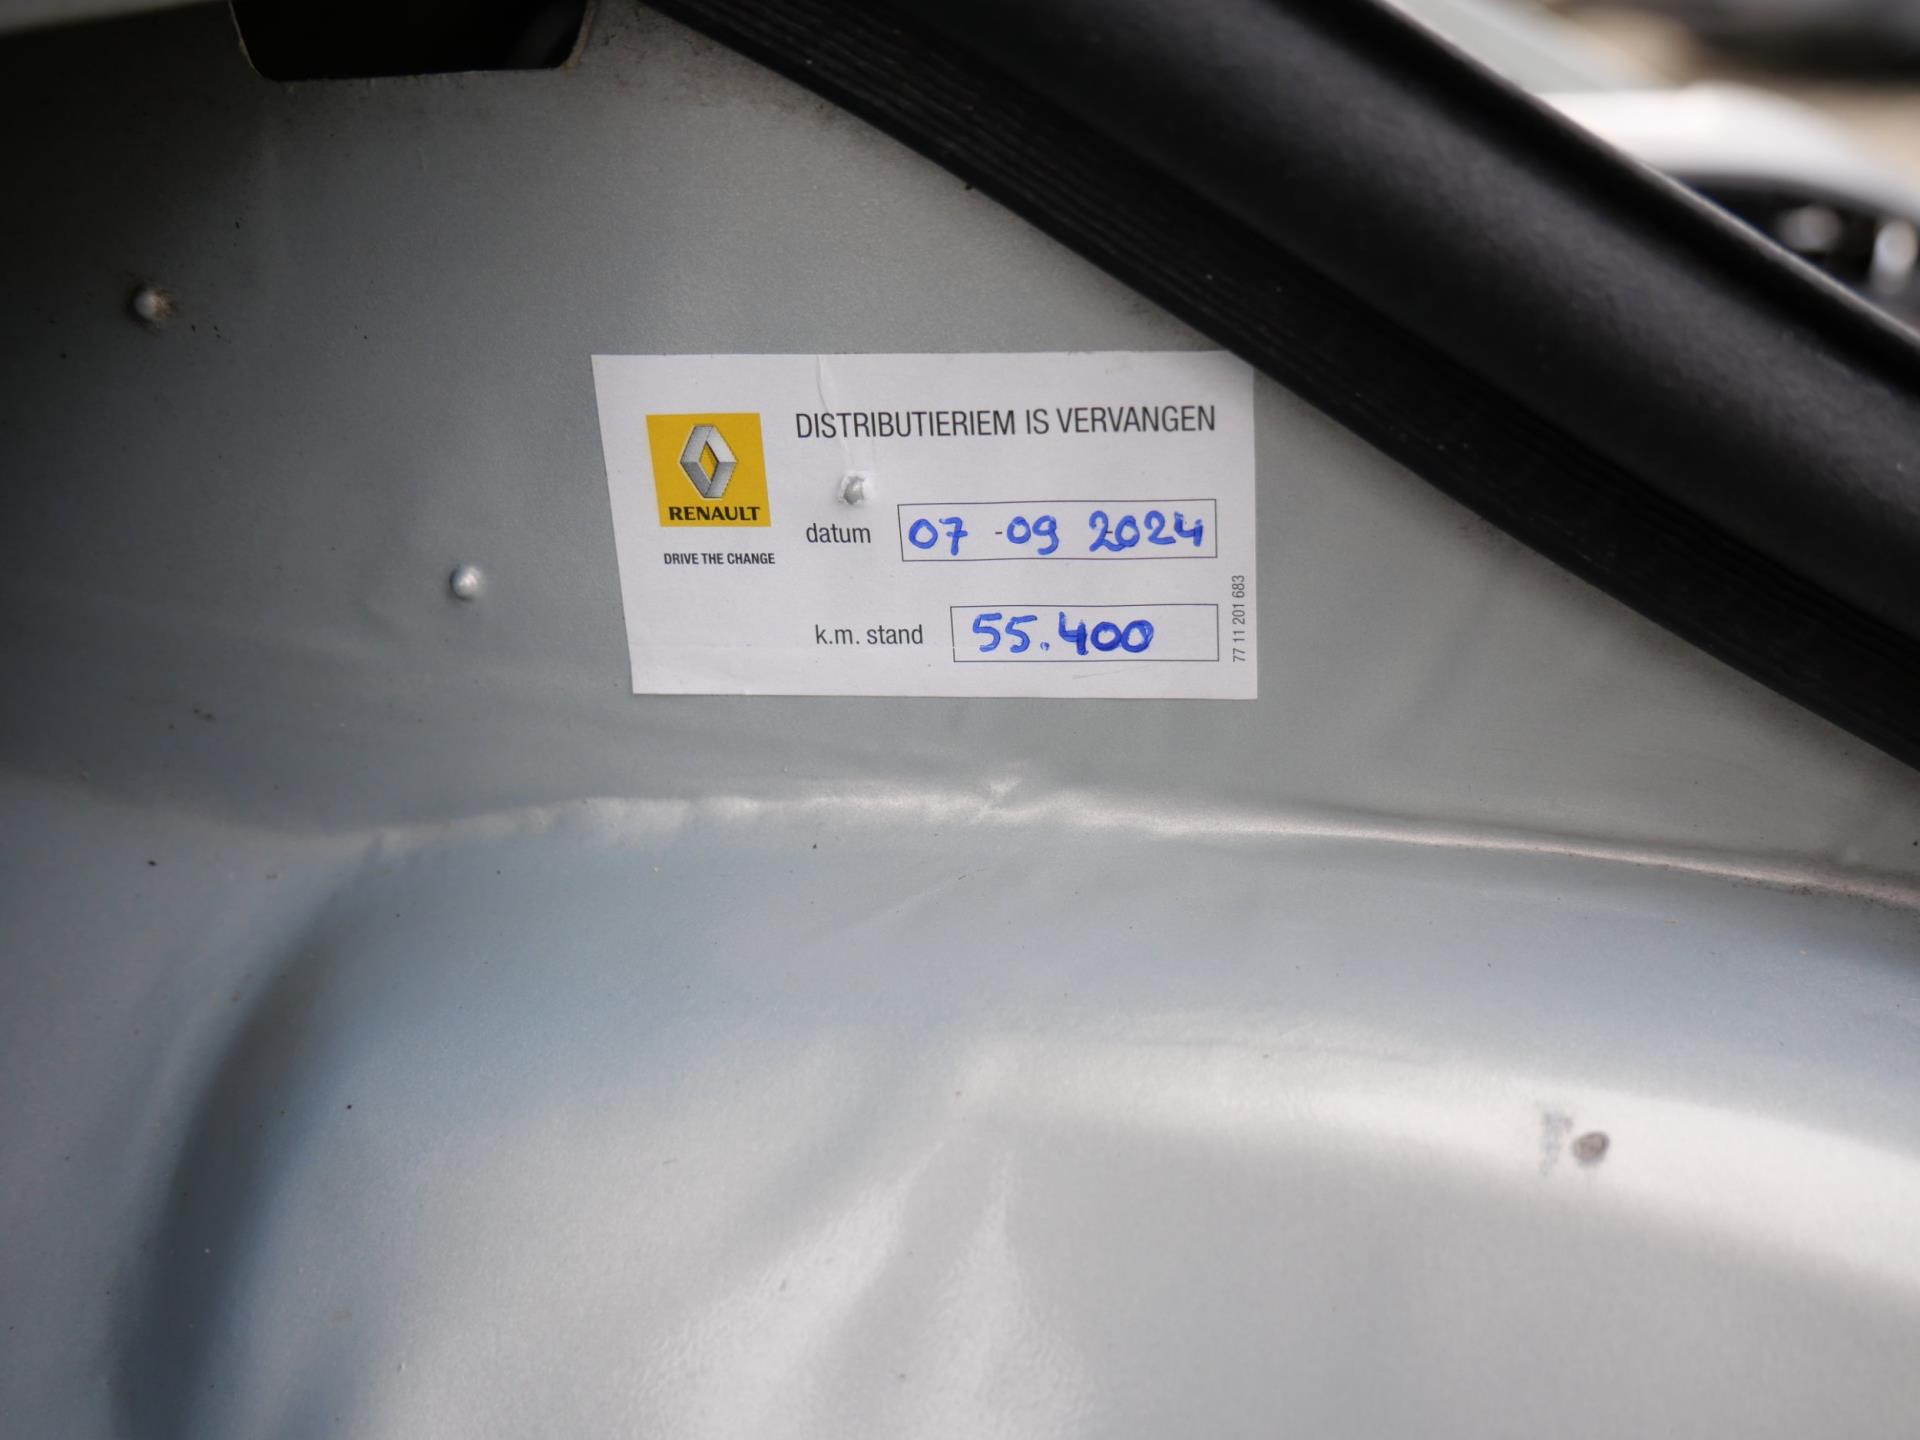 DISTRIBUTIERIEM IS VERVANGEN
RENAULT
DRIVE THE CHANGE
datum 07-09 2024
k.m. stand 55.400
77 11 201 683